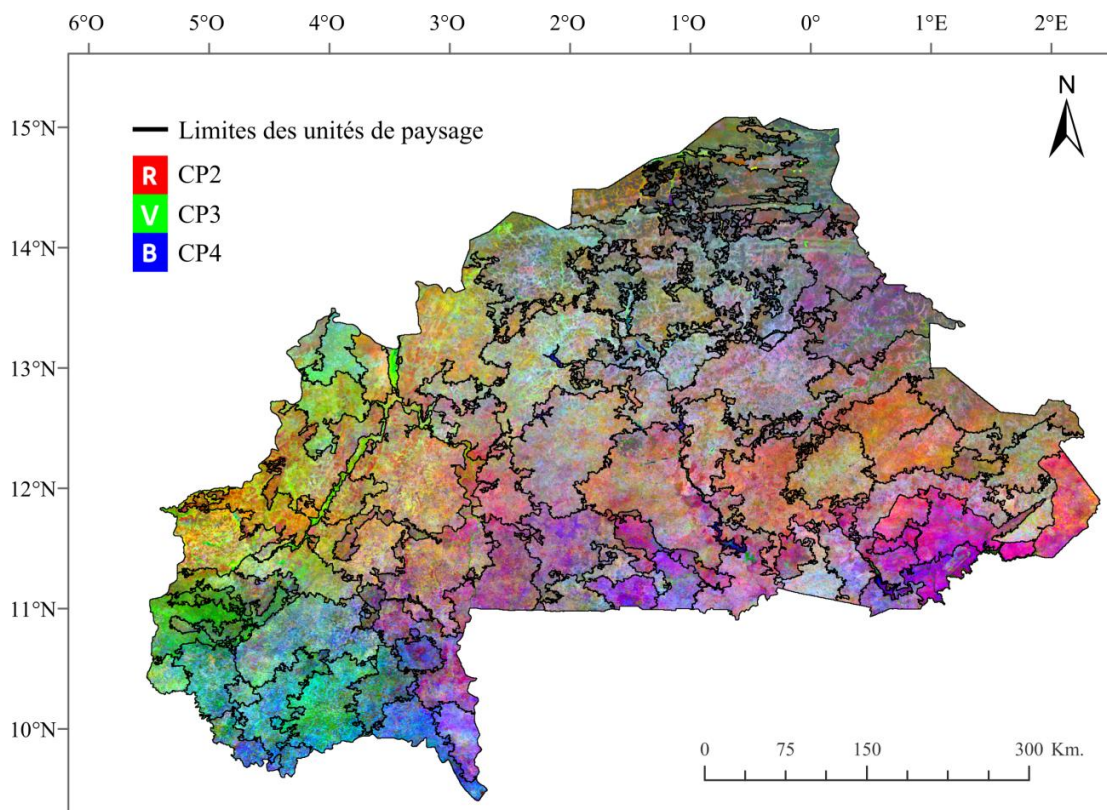 6°O 5°O 4°O 3°O 2°O 1°O 0° 1°E 2°E
N
15°N
Limites des unités de paysage
R CP2
V CP3
14°N
B CP4
13°N
12°N
11°N
10°N
0 75 150 300 Km.